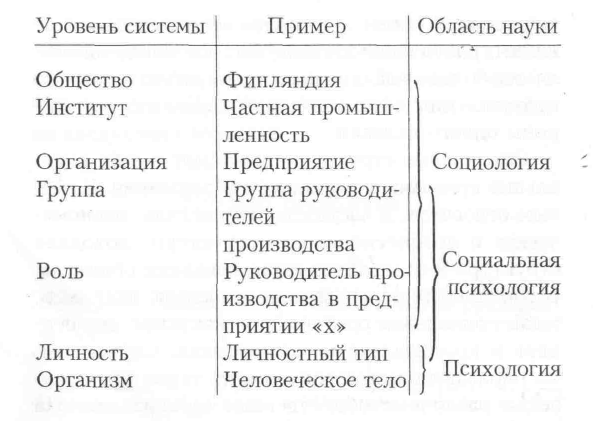 Уровень системы Пример Область науки
Общество Финляндия
Институт Частная промыш-
ленность
Организация Предприятие Социология
Группа Группа руководи-
телей
производства
Роль Руководитель про- Социальная
изводства в пред- психология
приятии «х»
Личность Личностный тип Психология
Организм Человеческое тело